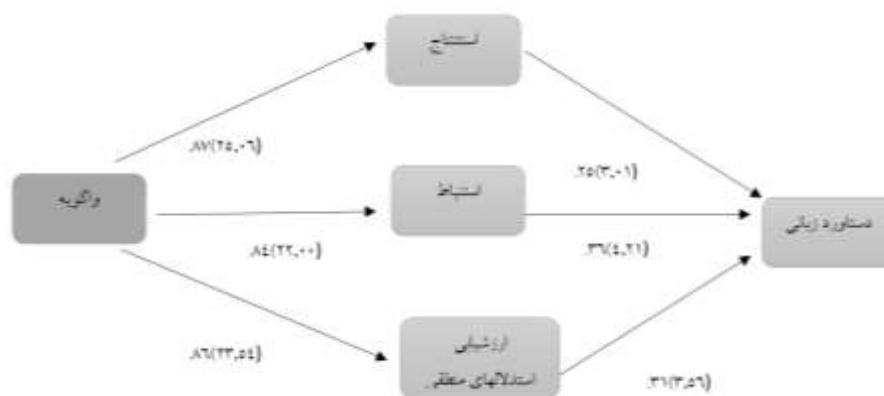 استنتاج
.٨٧(٢٥,٠٦)
.٢٥(٣,٠١)
واگویه
استنباط
دستاورد زبانی
.٨٤(٢٢,٠٠)
.٣٦(٤,٢١)
ارزشیابی
استدلالهای منطقی
.٨٦(٢٣,٥٤)
.٣١(٣,٥٦)